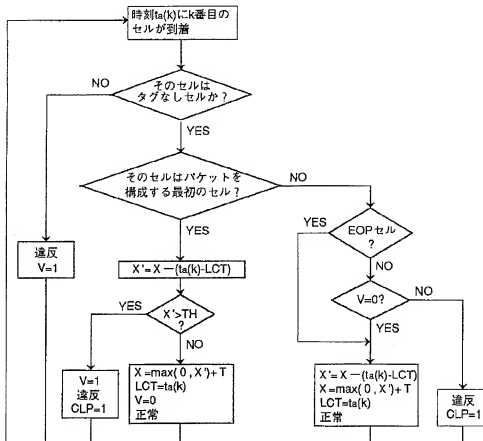 時刻ta(k)にk番目の
セルが到着
そのセルは
タグなしセルか?
NO
YES
そのセルはパケットを
構成する最初のセル?
NO
YES
違反
V=1
X'=X-(ta(k)-LCT)
EOPセル
?
YES
NO
X'>TH
?
YES
NO
V=0?
NO
YES
V=1
違反
CLP=1
X=max(0,X')+T
LCT=ta(k)
V=0
正常
X'=X-(ta(k)-LCT)
X=max(0,X')+T
LCT=ta(k)
正常
違反
CLP=1